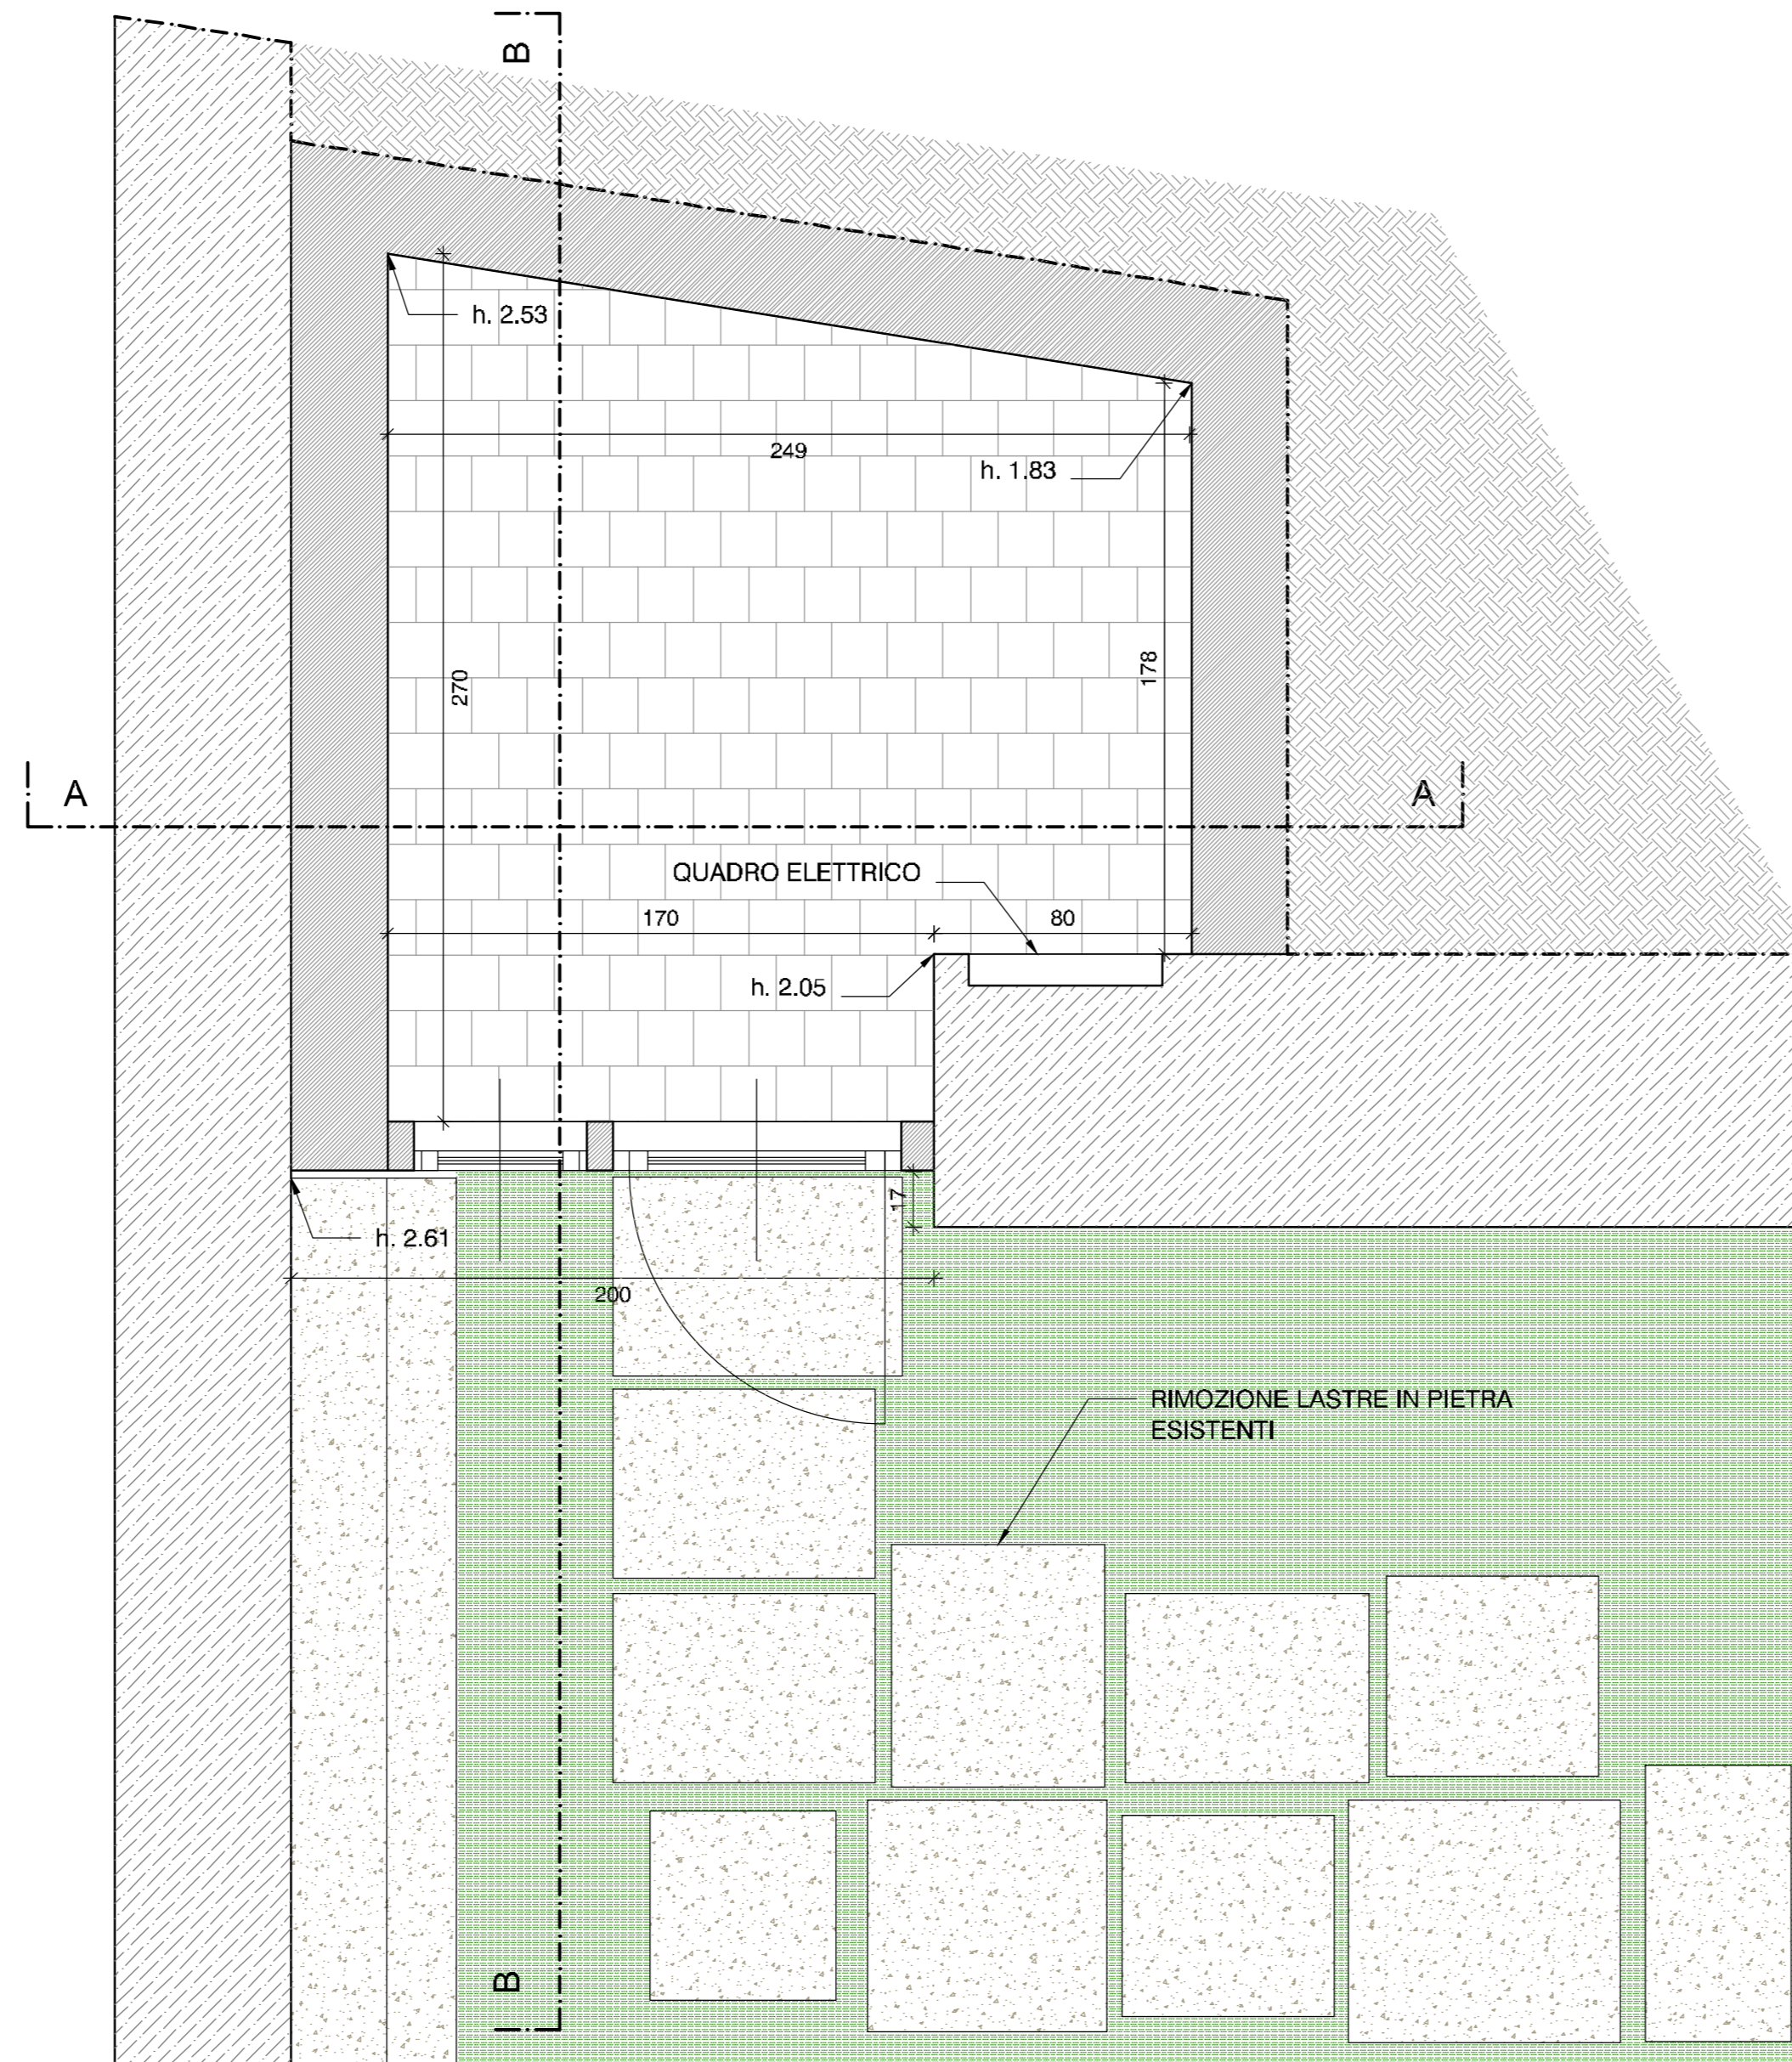 B
h. 2.53
249
h. 1.83
270
178
A
A
QUADRO ELETTRICO
170
80
h. 2.05
17
h. 2.61
200
RIMOZIONE LASTRE IN PIETRA
ESISTENTI
B